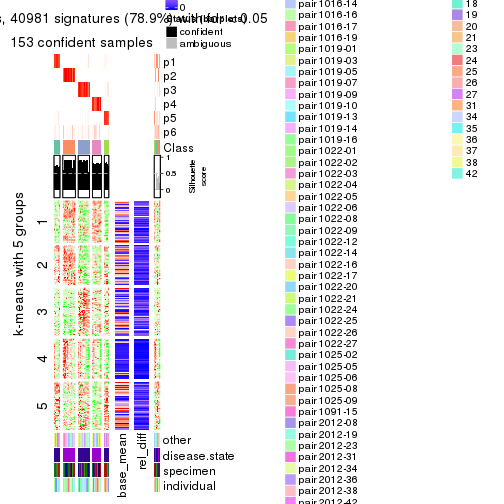 40981 signatures (78.9%) with fdr < 0.05
153 confident samples
0
confident
ambiguous
p1
p2
p3
p4
p5
p6
Class
1
0.5
0
Silhouette
score
k-means with 5 groups
1
2
3
4
5
base_mean
rel_diff
other
disease.state
specimen
individual
pair1016-14
pair1016-16
pair1016-17
pair1016-19
pair1019-01
pair1019-03
pair1019-05
pair1019-07
pair1019-09
pair1019-10
pair1019-13
pair1019-14
pair1019-16
pair1022-01
pair1022-02
pair1022-03
pair1022-04
pair1022-05
pair1022-06
pair1022-08
pair1022-09
pair1022-12
pair1022-14
pair1022-16
pair1022-17
pair1022-20
pair1022-21
pair1022-24
pair1022-25
pair1022-26
pair1022-27
pair1025-02
pair1025-05
pair1025-06
pair1025-08
pair1025-09
pair1091-15
pair2012-08
pair2012-19
pair2012-23
pair2012-31
pair2012-34
pair2012-36
pair2012-38
pair2012-42
18
19
20
21
23
24
25
26
27
31
34
35
36
37
38
42